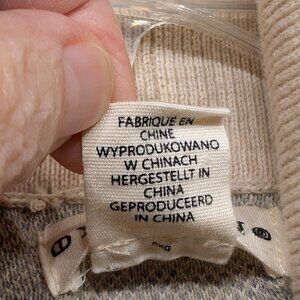 FABRIQUÉ EN
CHINE
WYPRODUKOWANO
W CHINACH
HERGESTELLT IN
CHINA
GEPRODUCEERD
IN CHINA